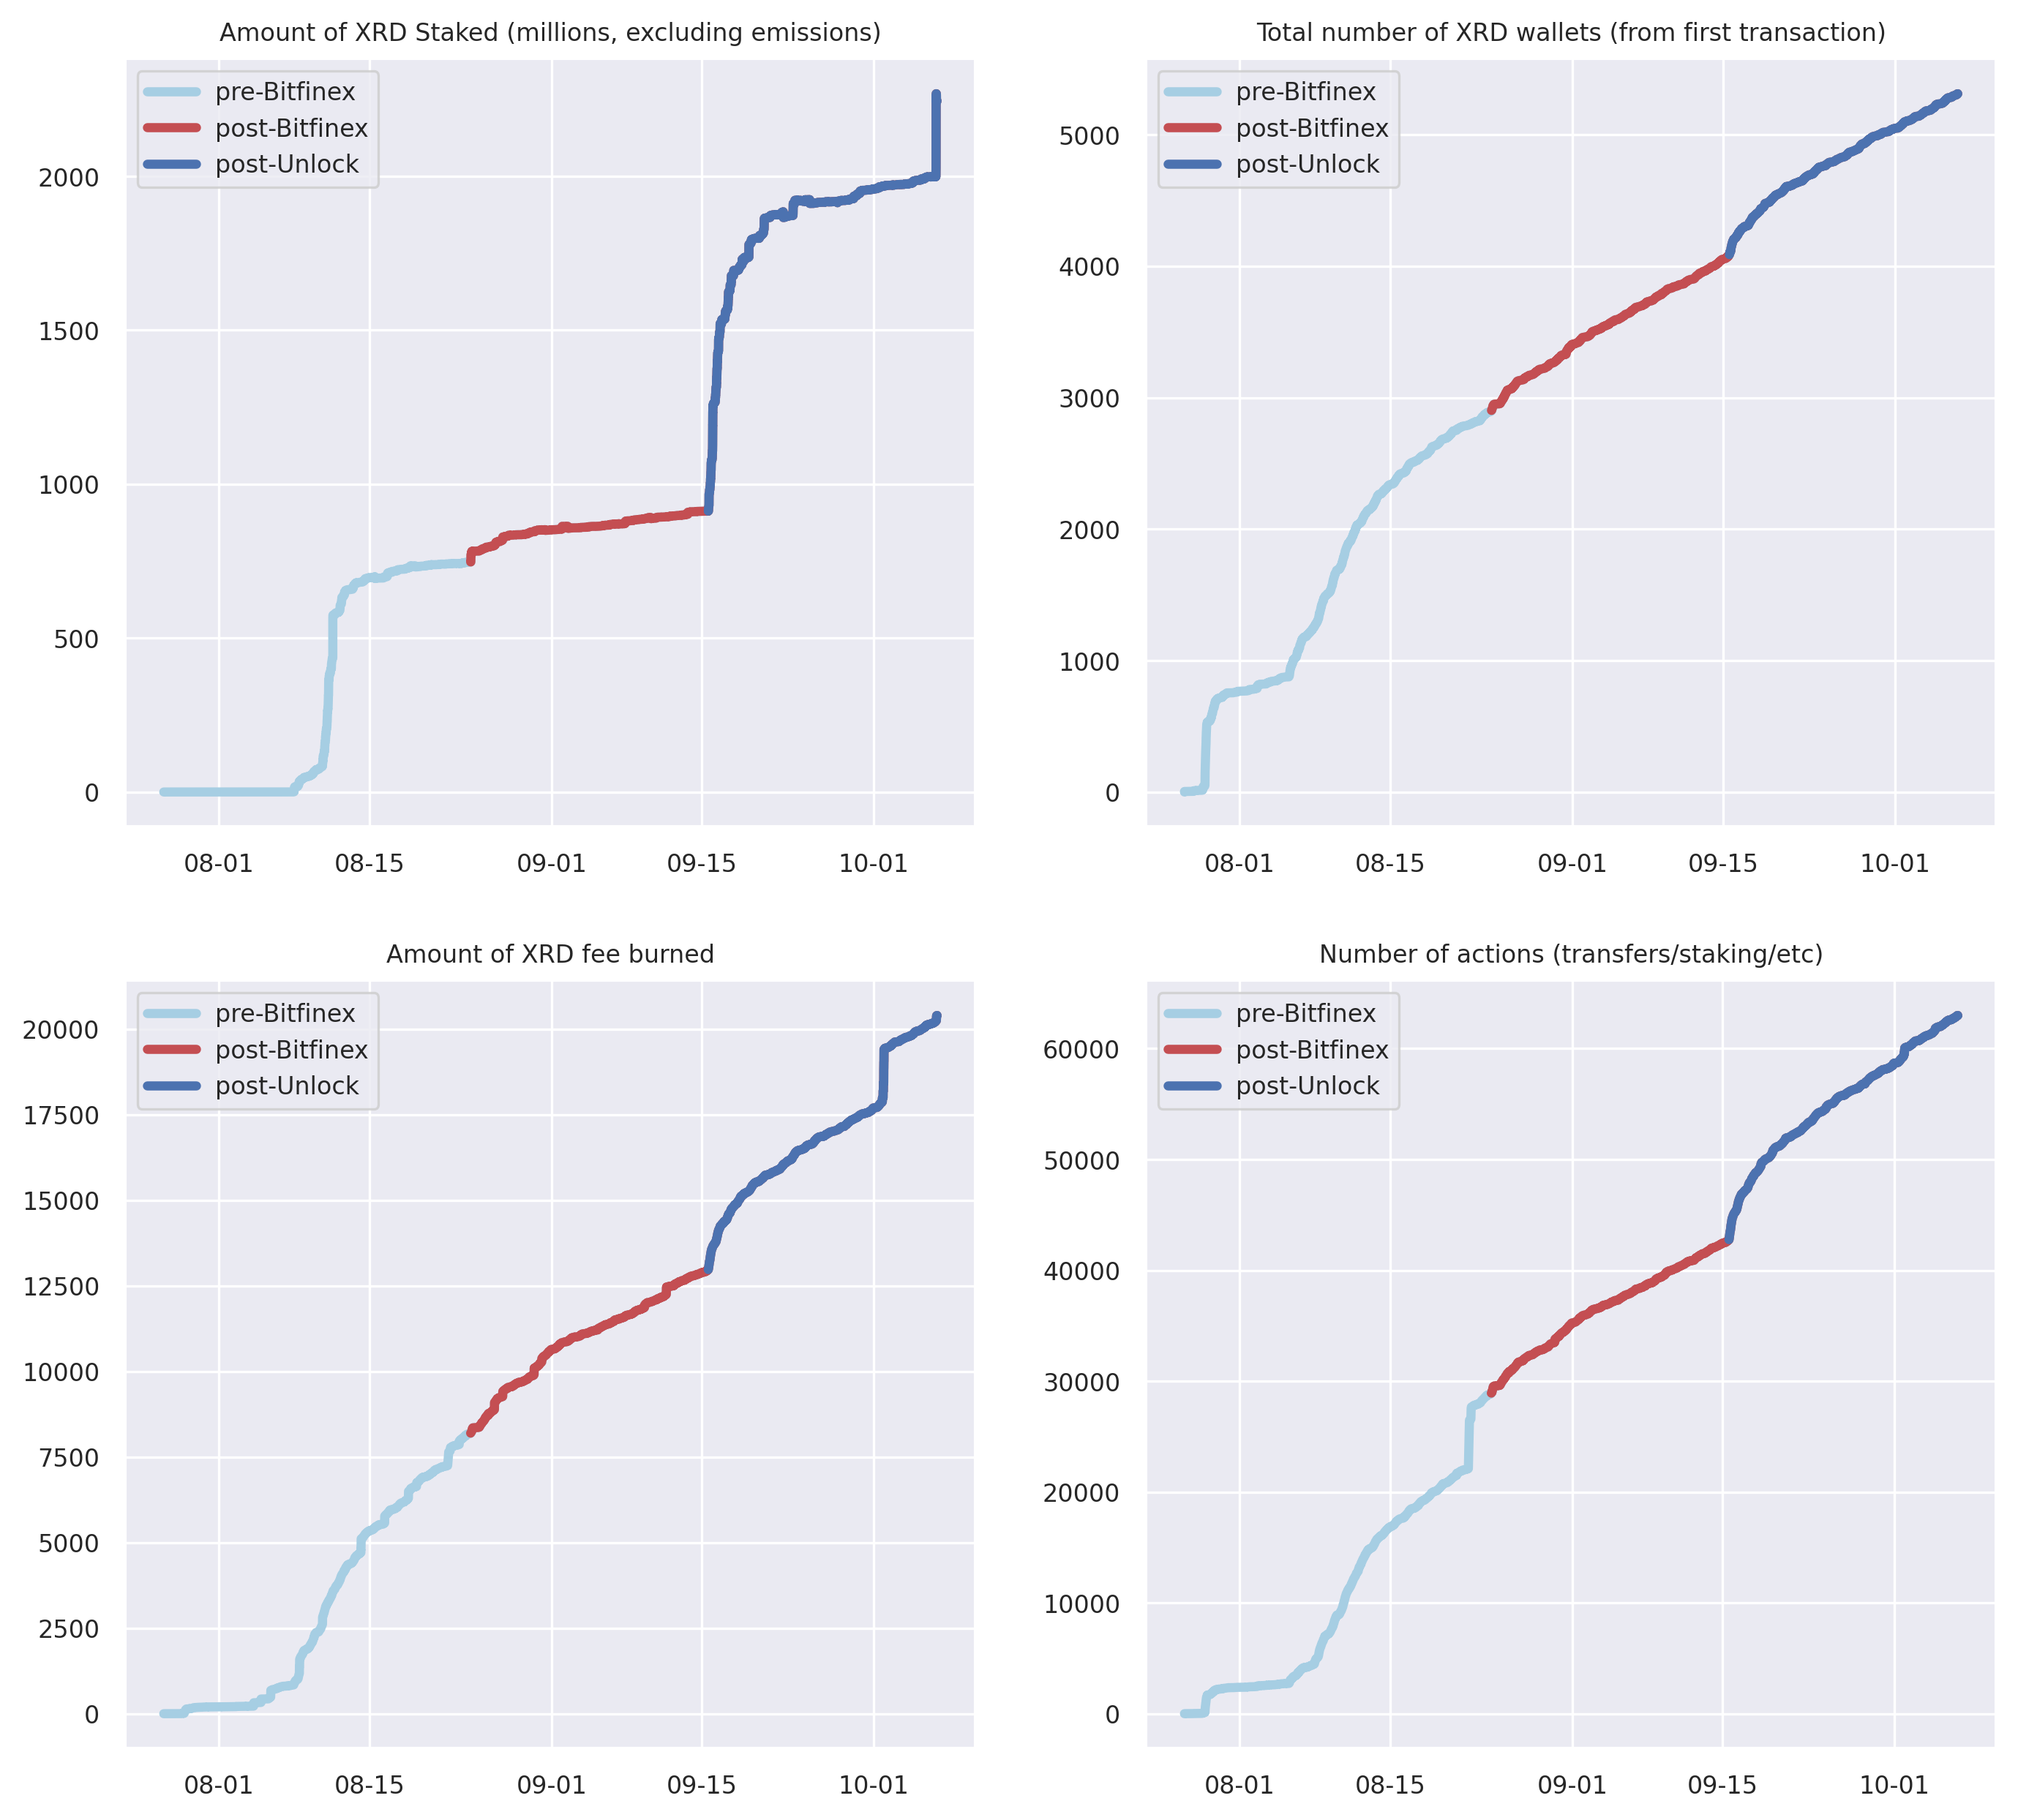 Amount of XRD Staked (millions, excluding emissions)
pre-Bitfinex
post-Bitfinex
post-Unlock
2000
1500
1000
500
0
08-01 08-15 09-01 09-15 10-01
Total number of XRD wallets (from first transaction)
pre-Bitfinex
post-Bitfinex
post-Unlock
5000
4000
3000
2000
1000
0
08-01 08-15 09-01 09-15 10-01
Amount of XRD fee burned
pre-Bitfinex
post-Bitfinex
post-Unlock
20000
17500
15000
12500
10000
7500
5000
2500
0
08-01 08-15 09-01 09-15 10-01
Number of actions (transfers/staking/etc)
pre-Bitfinex
post-Bitfinex
post-Unlock
60000
50000
40000
30000
20000
10000
0
08-01 08-15 09-01 09-15 10-01